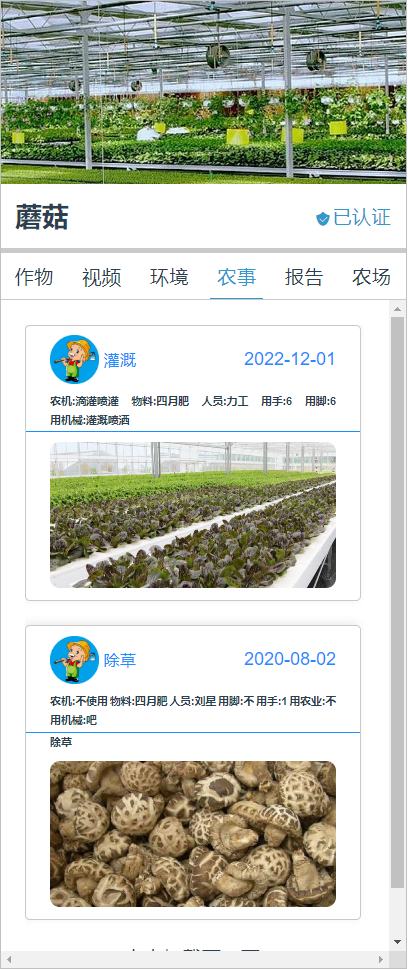 蘑菇
已认证
作物 视频 环境 农事 报告 农场
灌溉 2022-12-01
农机:滴灌喷灌 物料:四月肥 人员:力工 用手:6 用脚:6
用机械:灌溉喷洒
除草 2020-08-02
农机:不使用 物料:四月肥 人员:刘星 用脚:不 用手:1 用农业:不
用机械:吧
除草